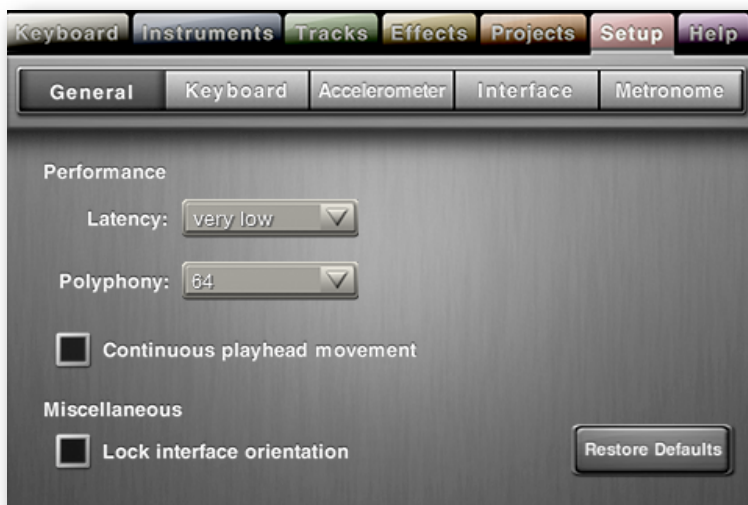 Keyboard Instruments Tracks Effects Projects Setup Help
General Keyboard Accelerometer Interface Metronome
Performance
Latency: very low
Polyphony: 64
Continuous playhead movement
Miscellaneous
Lock interface orientation
Restore Defaults